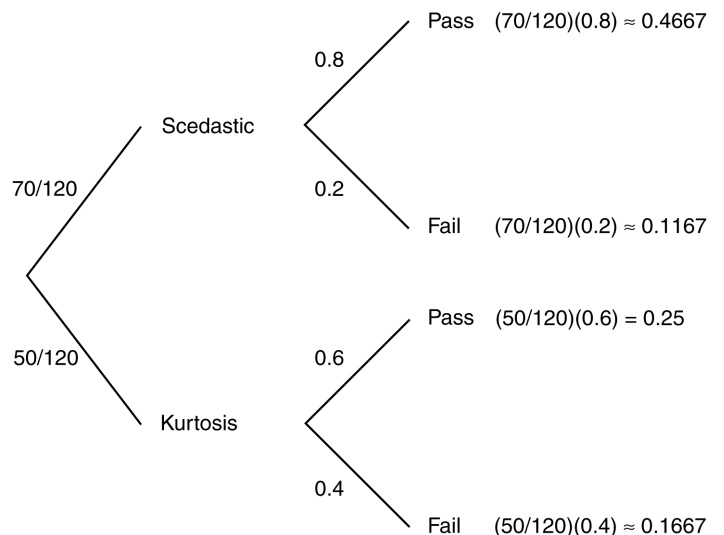 Pass (70/120)(0.8) ≈ 0.4667
0.8
Scedastic
70/120
0.2
Fail (70/120)(0.2) ≈ 0.1167
Pass (50/120)(0.6) = 0.25
50/120
0.6
Kurtosis
0.4
Fail (50/120)(0.4) ≈ 0.1667